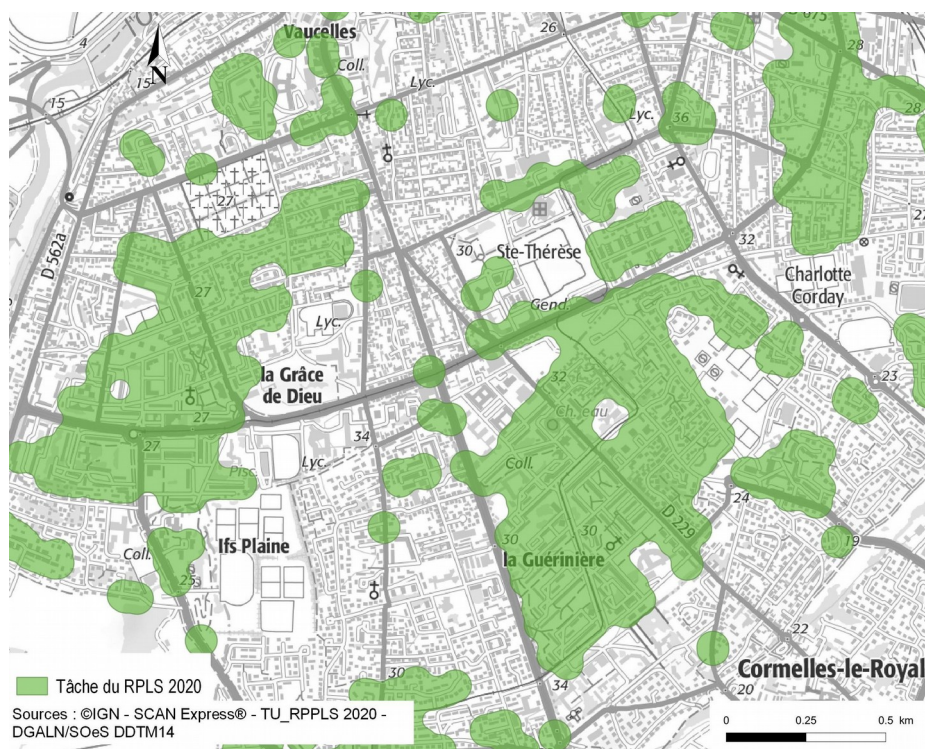 Vaucelles
D 675
4
N
15
15
Coll.
Lyc.
26
28
28
Lyc.
36
27
27
D 562a
30
Ste-Thérèse
32
Charlotte
Corday
27
Lyc.
Gend.
la Grâce
de Dieu
32
23
Château
27
27
34
Pisc.
Lyc.
Coll.
24
D 229
30
30
19
Ifs Plaine
la Guérinière
Coll.
25
22
Cormelles-le-Royal
30
34
20
Tâche du RPLS 2020
Sources : ©IGN - SCAN Express® - TU_RPPLS 2020 -
DGALN/SOeS DDTM14
0 0.25 0.5 km